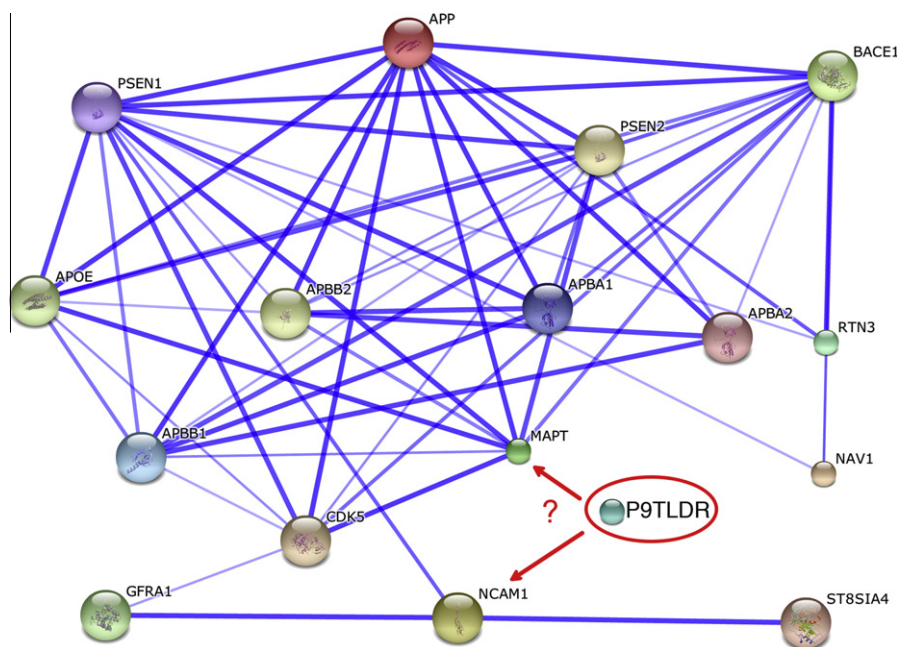 APP
BACE1
PSEN1
PSEN2
APOE
APBB2
APBA1
APBA2
RTN3
APBB1
MAPT
NAV1
? P9TLDR
CDK5
GFRA1
NCAM1
ST8SIA4